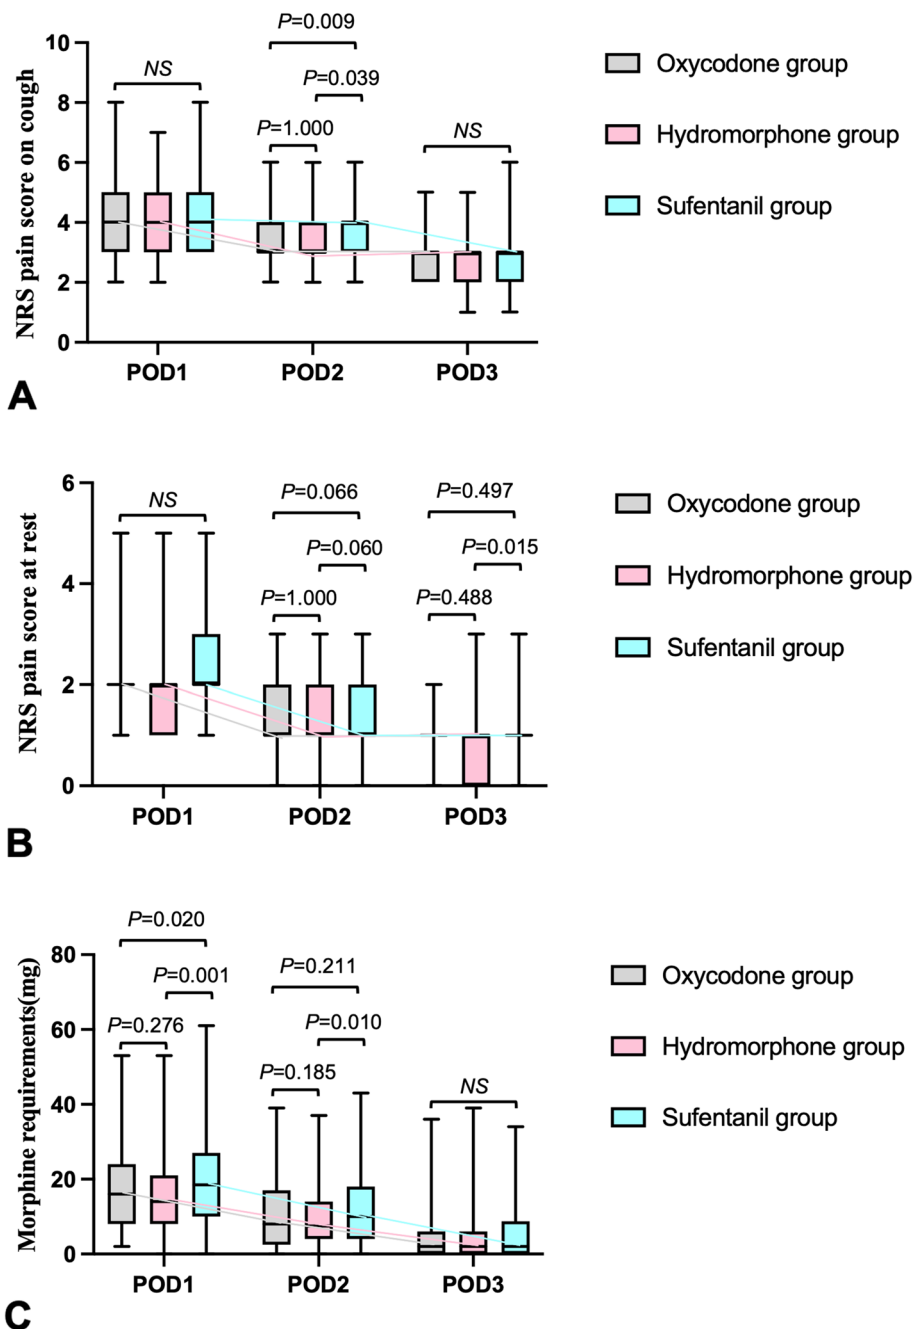 P=0.009
NS
P=0.039
P=1.000
NS
NRS pain score on cough
10
8
6
4
2
0
POD1
POD2
POD3
Oxycodone group
Hydromorphone group
Sufentanil group
A
NS
P=0.066
P=0.497
P=0.060
P=0.015
P=1.000
P=0.488
NRS pain score at rest
6
4
2
0
POD1
POD2
POD3
Oxycodone group
Hydromorphone group
Sufentanil group
B
P=0.020
P=0.001
P=0.276
P=0.211
P=0.010
P=0.185
NS
Morphine requirements(mg)
80
60
40
20
0
POD1
POD2
POD3
Oxycodone group
Hydromorphone group
Sufentanil group
C